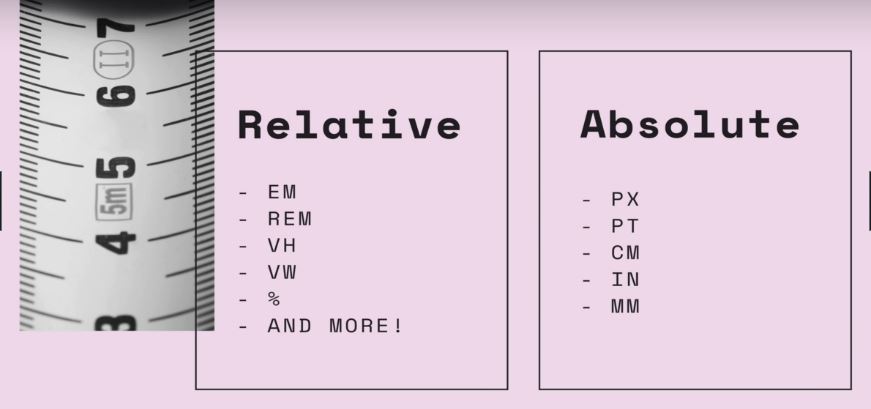 7
II
6
5
5m
4
3
Relative
- EM
- REM
- VH
- VW
- %
- AND MORE!
Absolute
- PX
- PT
- CM
- IN
- MM